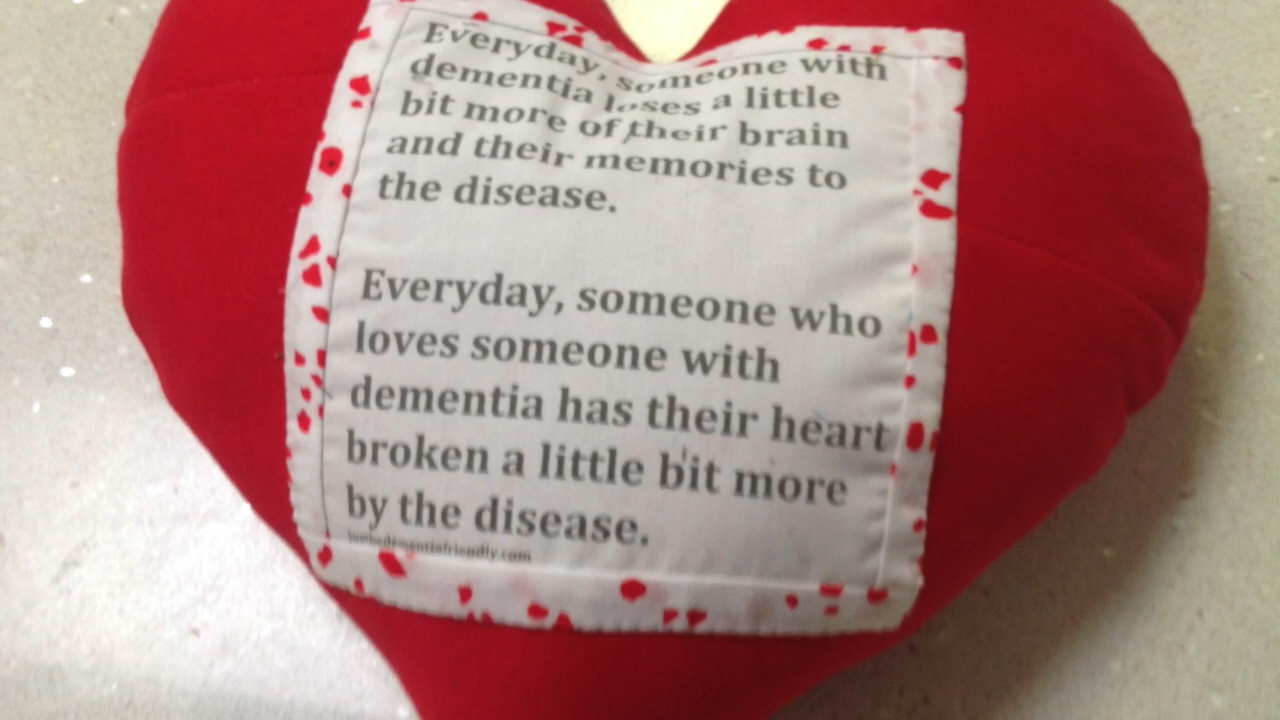 Everyday, someone with
dementia loses a little
bit more of their brain
and their memories to
the disease.
Everyday, someone who
loves someone with
dementia has their heart
broken a little bit more
by the disease.